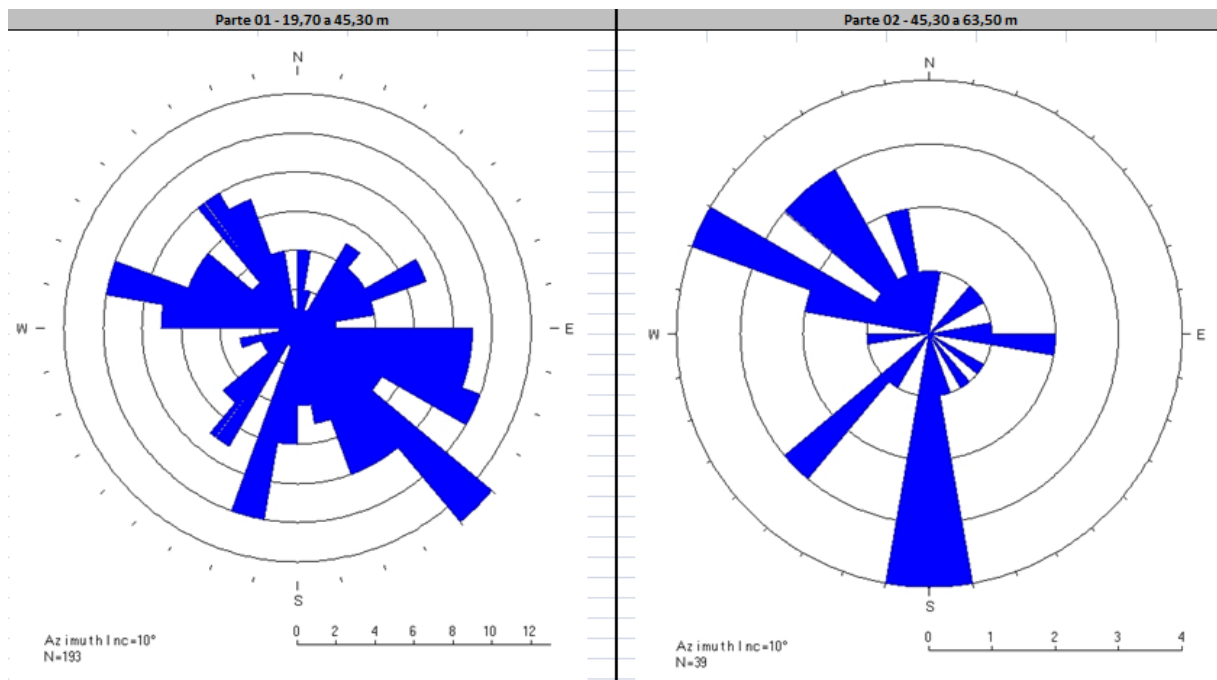 Parte 01 - 19,70 a 45,30 m
N
W
E
S
Azimuth Inc=10°
N=193
0 2 4 6 8 10 12
Parte 02 - 45,30 a 63,50 m
N
W
E
S
Azimuth Inc=10°
N=39
0 1 2 3 4